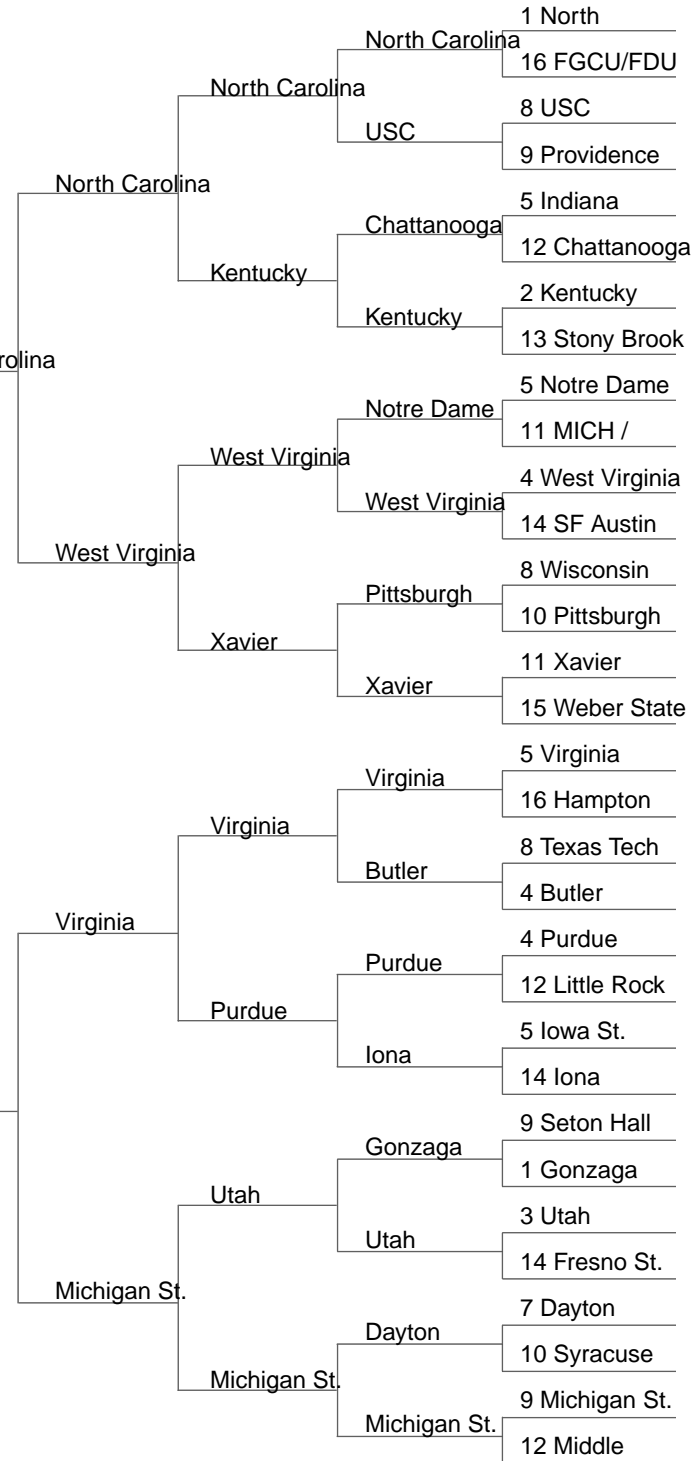 1 North
North Carolina
16 FGCU/FDU
North Carolina
8 USC
USC
9 Providence
North Carolina
5 Indiana
Chattanooga
12 Chattanooga
Kentucky
2 Kentucky
Kentucky
13 Stony Brook
rolina
5 Notre Dame
Notre Dame
11 MICH /
West Virginia
4 West Virginia
West Virginia
14 SF Austin
West Virginia
8 Wisconsin
Pittsburgh
10 Pittsburgh
Xavier
11 Xavier
Xavier
15 Weber State
5 Virginia
Virginia
16 Hampton
Virginia
8 Texas Tech
Butler
4 Butler
Virginia
4 Purdue
Purdue
12 Little Rock
Purdue
5 Iowa St.
Iona
14 Iona
9 Seton Hall
Gonzaga
1 Gonzaga
Utah
3 Utah
Utah
14 Fresno St.
Michigan St.
7 Dayton
Dayton
10 Syracuse
Michigan St.
9 Michigan St.
Michigan St.
12 Middle